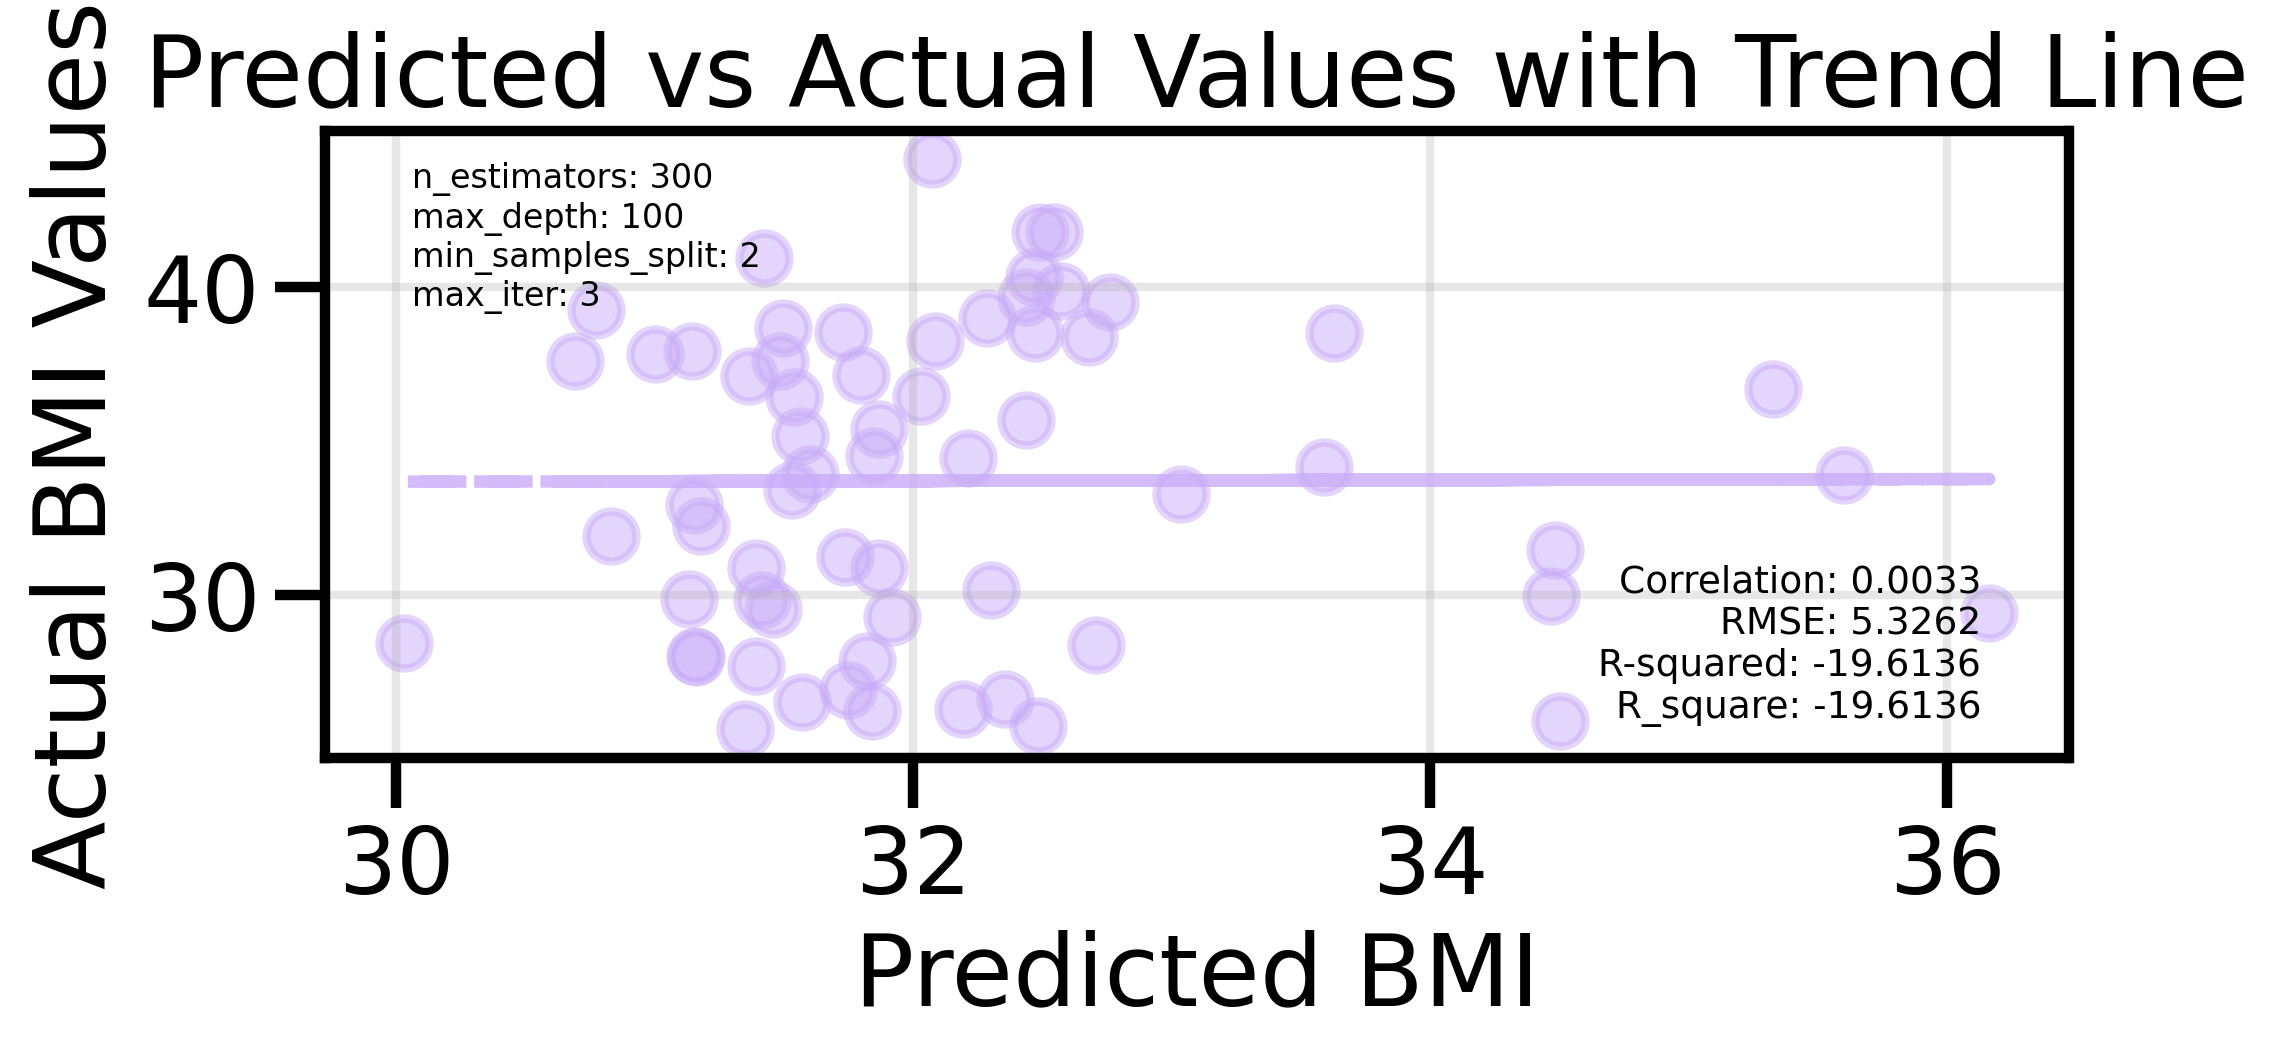 Predicted vs Actual Values with Trend Line
Actual BMI Values
n_estimators: 300
max_depth: 100
min_samples_split: 2
max_iter: 3
40
30
Correlation: 0.0033
RMSE: 5.3262
R-squared: -19.6136
R_square: -19.6136
30 32 34 36
Predicted BMI